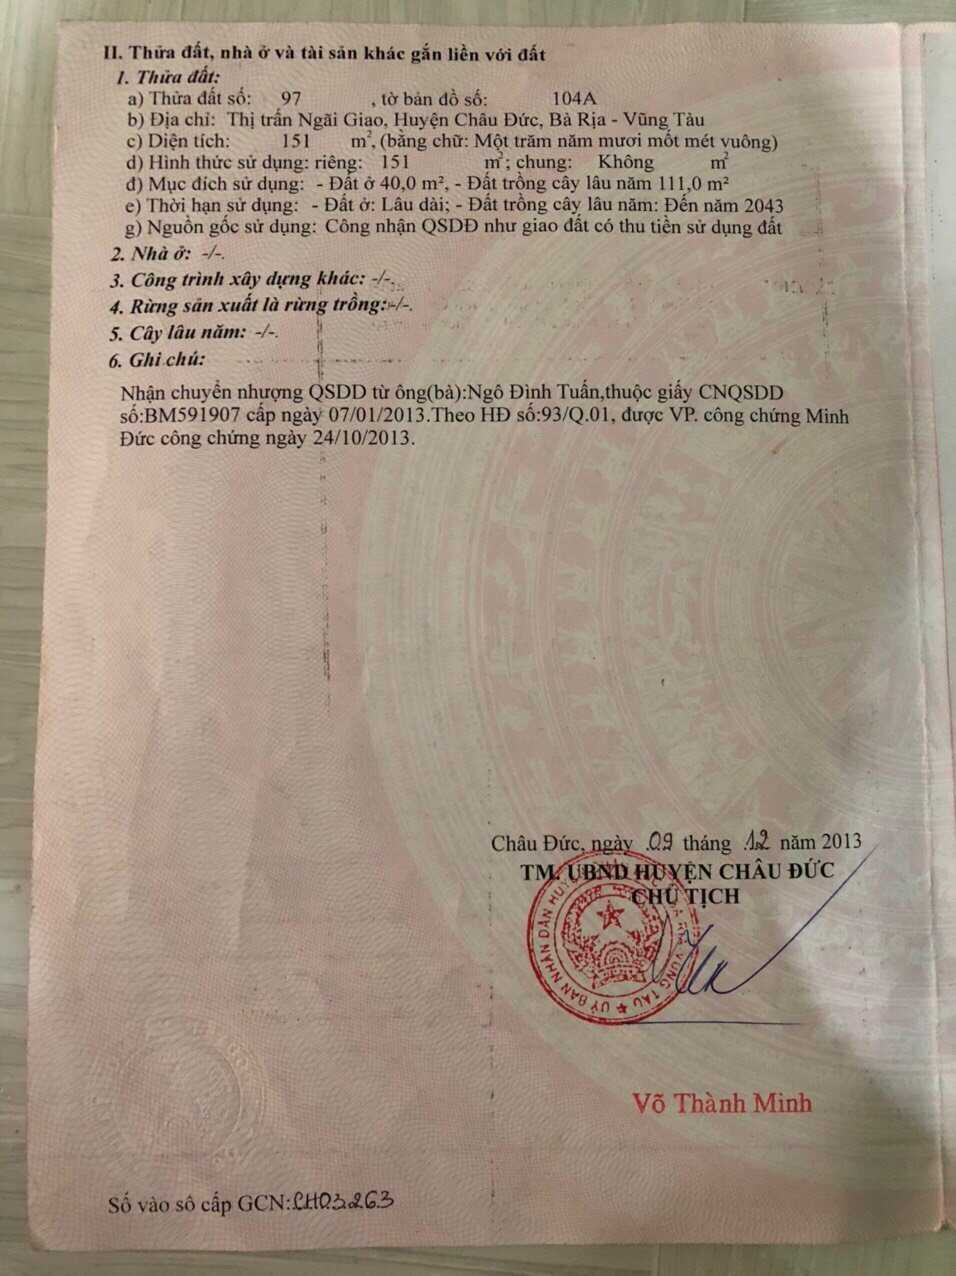 II. Thửa đất, nhà ở và tài sản khác gắn liền với đất
1. Thửa đất:
a) Thửa đất số: 97 , tờ bản đồ số: 104A
b) Địa chỉ: Thị trấn Ngãi Giao, Huyện Châu Đức, Bà Rịa - Vũng Tàu
c) Diện tích: 151 m², (bằng chữ: Một trăm năm mươi mốt mét vuông)
d) Hình thức sử dụng: riêng: 151 m²; chung: Không m²
đ) Mục đích sử dụng: - Đất ở 40,0 m², - Đất trồng cây lâu năm 111,0 m²
e) Thời hạn sử dụng: - Đất ở: Lâu dài; - Đất trồng cây lâu năm: Đến năm 2043
g) Nguồn gốc sử dụng: Công nhận QSDĐ như giao đất có thu tiền sử dụng đất
2. Nhà ở: -/-.
3. Công trình xây dựng khác: -/-.
4. Rừng sản xuất là rừng trồng: -/-.
5. Cây lâu năm: -/-.
6. Ghi chú:
Nhận chuyển nhượng QSDD từ ông(bà):Ngô Đình Tuấn,thuộc giấy CNQSDD
số:BM591907 cấp ngày 07/01/2013.Theo HĐ số:93/Q.01, được VP. công chứng Minh
Đức công chứng ngày 24/10/2013.
Châu Đức, ngày 09 tháng 12 năm 2013
TM. UBND HUYỆN CHÂU ĐỨC
CHỦ TỊCH
ỦY BAN NHÂN DÂN HUYỆN VŨNG TÀU
Võ Thành Minh
Số vào sổ cấp GCN:CH03263